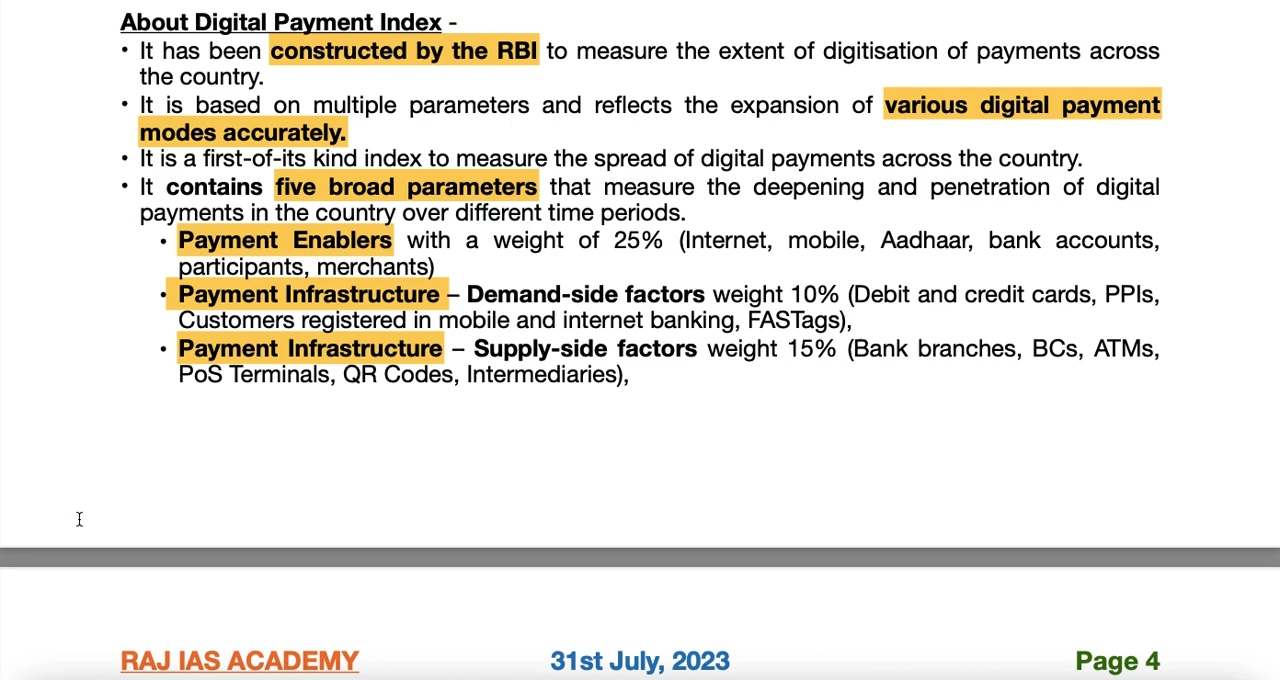 About Digital Payment Index -
• It has been constructed by the RBI to measure the extent of digitisation of payments across
the country.
• It is based on multiple parameters and reflects the expansion of various digital payment
modes accurately.
• It is a first-of-its kind index to measure the spread of digital payments across the country.
• It contains five broad parameters that measure the deepening and penetration of digital
payments in the country over different time periods.
• Payment Enablers with a weight of 25% (Internet, mobile, Aadhaar, bank accounts,
participants, merchants)
• Payment Infrastructure – Demand-side factors weight 10% (Debit and credit cards, PPIs,
Customers registered in mobile and internet banking, FASTags),
• Payment Infrastructure – Supply-side factors weight 15% (Bank branches, BCs, ATMs,
PoS Terminals, QR Codes, Intermediaries),
RAJ IAS ACADEMY 31st July, 2023 Page 4